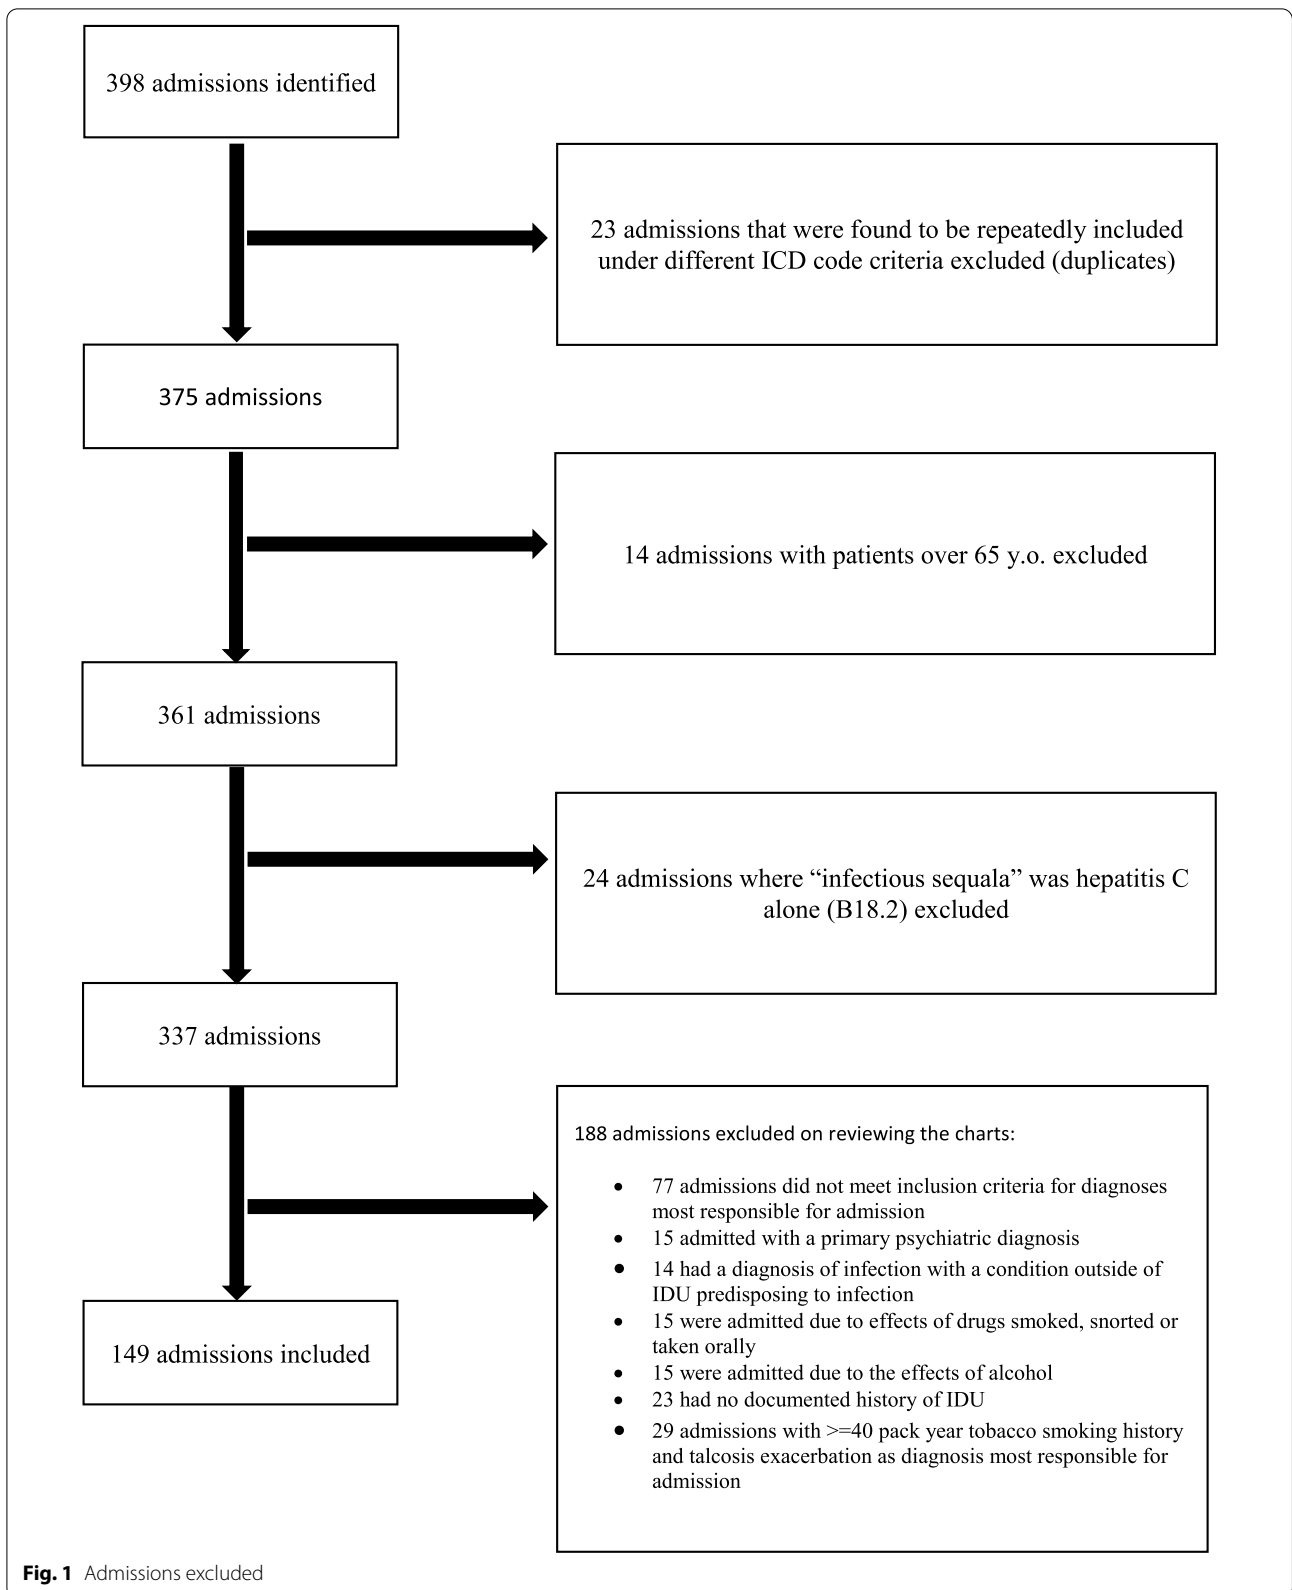 398 admissions identified
23 admissions that were found to be repeatedly included
under different ICD code criteria excluded (duplicates)
375 admissions
14 admissions with patients over 65 y.o. excluded
361 admissions
24 admissions where “infectious sequala” was hepatitis C
alone (B18.2) excluded
337 admissions
188 admissions excluded on reviewing the charts:
• 77 admissions did not meet inclusion criteria for diagnoses
most responsible for admission
• 15 admitted with a primary psychiatric diagnosis
• 14 had a diagnosis of infection with a condition outside of
IDU predisposing to infection
• 15 were admitted due to effects of drugs smoked, snorted or
taken orally
• 15 were admitted due to the effects of alcohol
• 23 had no documented history of IDU
• 29 admissions with >=40 pack year tobacco smoking history
and talcosis exacerbation as diagnosis most responsible for
admission
149 admissions included
Fig. 1 Admissions excluded